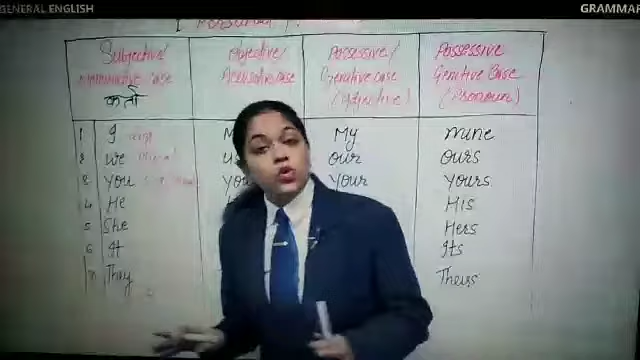 GENERAL ENGLISH
GRAMMAR
Subjective/ Objective/ Possessive/ Possessive
Case Accusative case Genitive case Genitive Case
कर्ता (Adjective) (Pronoun)
1 I My mine
2 we us our ours
3 you you your yours
4 He His
5 She Hers
6 It Its
They Theirs